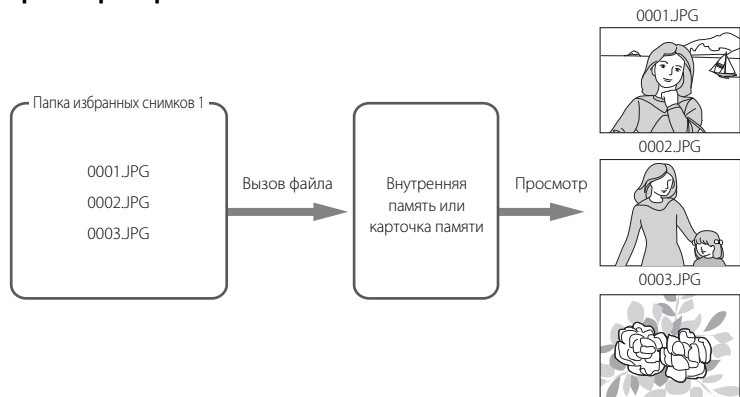 Папка избранных снимков 1
0001.JPG
0002.JPG
0003.JPG
Вызов файла
Внутренняя
память или
карточка памяти
Просмотр
0001.JPG
0002.JPG
0003.JPG